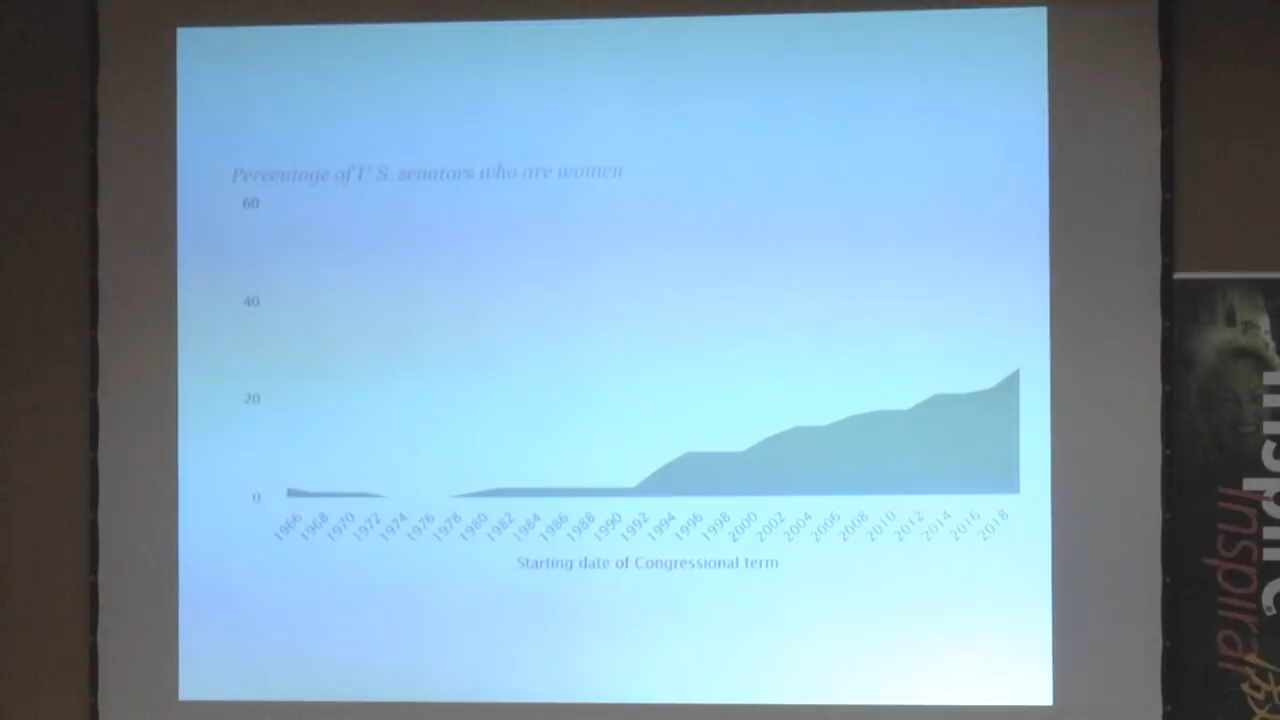 Percentage of U.S. senators who are women
60
40
20
0
1966 1968 1970 1972 1974 1976 1978 1980 1982 1984 1986 1988 1990 1992 1994 1996 1998 2000 2002 2004 2006 2008 2010 2012 2014 2016 2018
Starting date of Congressional term
inspire
inspirar